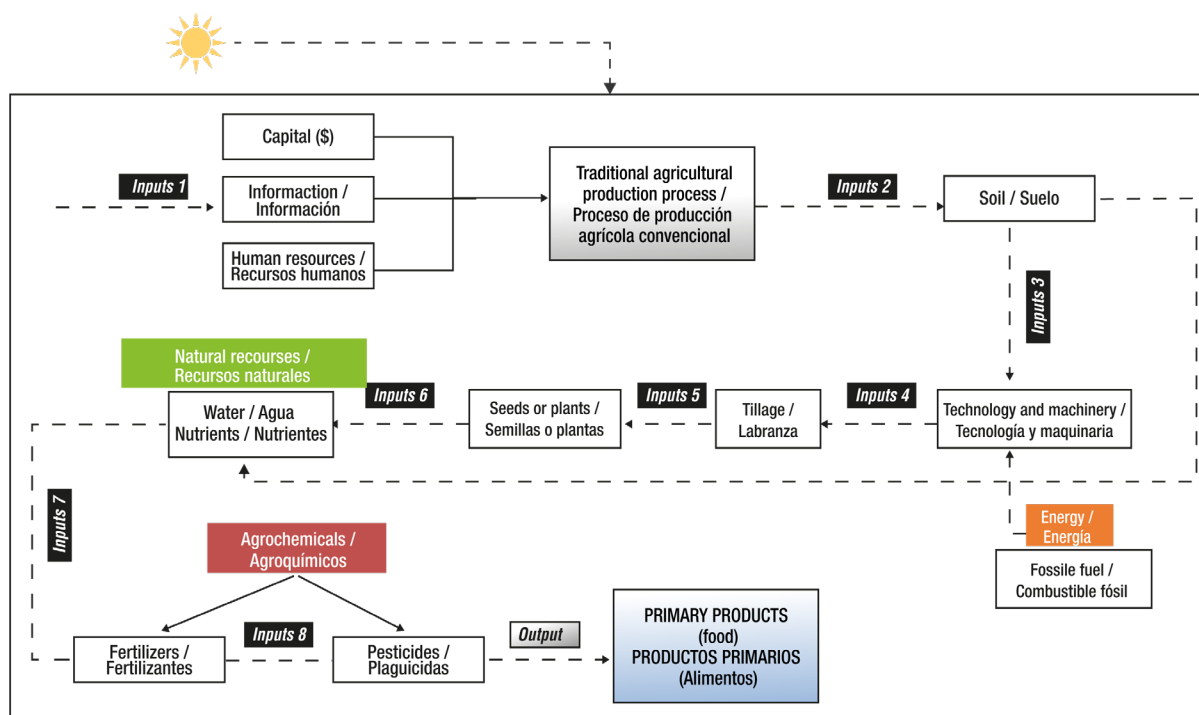 Capital ($)
Inputs 1
Informaction /
Información
Human resources /
Recursos humanos
Traditional agricultural
production process /
Proceso de producción
agrícola convencional
Inputs 2
Soil / Suelo
Inputs 3
Natural recourses /
Recursos naturales
Water / Agua
Nutrients / Nutrientes
Inputs 6
Seeds or plants /
Semillas o plantas
Inputs 5
Tillage /
Labranza
Inputs 4
Technology and machinery /
Tecnología y maquinaria
Energy /
Energía
Fossile fuel /
Combustible fósil
Inputs 7
Agrochemicals /
Agroquímicos
Fertilizers /
Fertilizantes
Inputs 8
Pesticides /
Plaguicidas
Output
PRIMARY PRODUCTS
(food)
PRODUCTOS PRIMARIOS
(Alimentos)